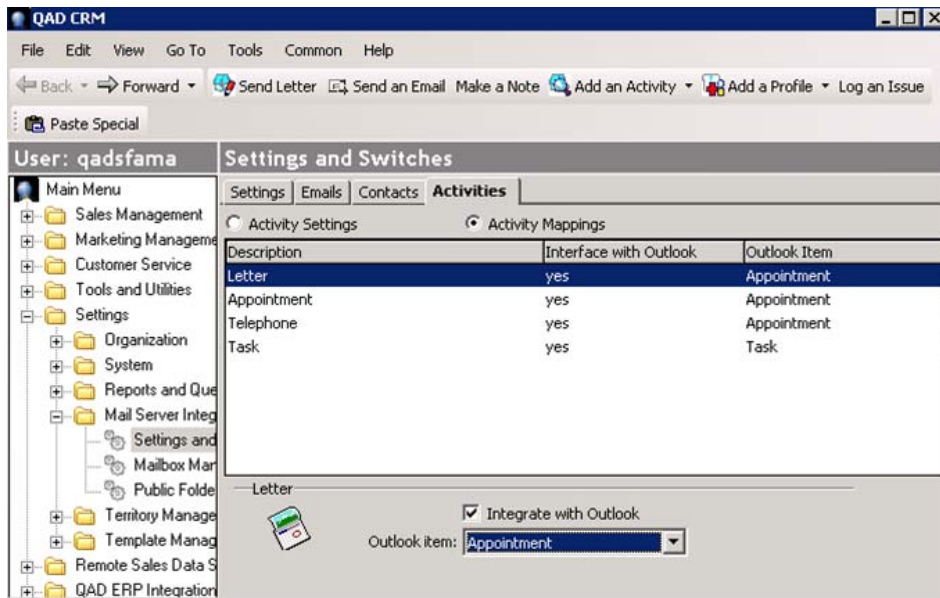 QAD CRM
File Edit View Go To Tools Common Help
Back Forward Send Letter Send an Email Make a Note Add an Activity Add a Profile Log an Issue
Paste Special
User: qadsfama
Settings and Switches
Main Menu
Sales Management
Marketing Manageme
Customer Service
Tools and Utilities
Settings
Organization
System
Reports and Que
Mail Server Integ
Settings and
Mailbox Mar
Public Folde
Territory Manage
Template Manag
Remote Sales Data S
QAD ERP Integration
Settings Emails Contacts Activities
Activity Settings Activity Mappings
Description Interface with Outlook Outlook Item
Letter yes Appointment
Appointment yes Appointment
Telephone yes Appointment
Task yes Task
Letter
Integrate with Outlook
Outlook item: Appointment